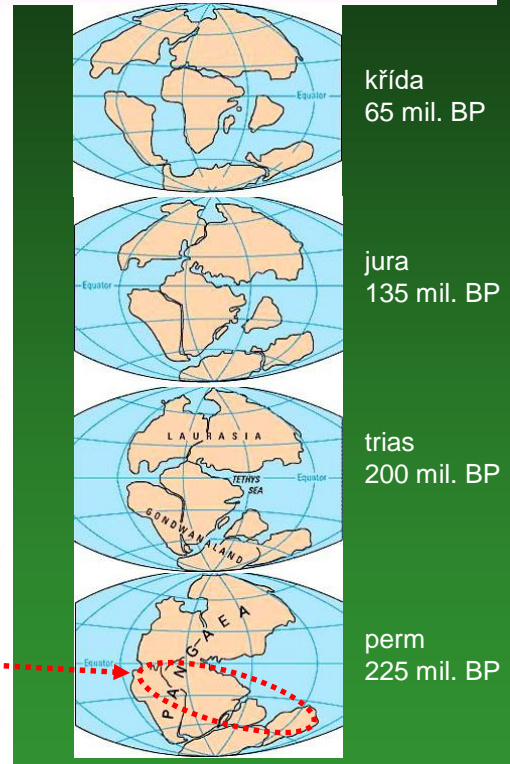 Equator
křída
65 mil. BP
Equator
jura
135 mil. BP
LAURASIA
TETHYS
SEA
Equator
GONDWANALAND
trias
200 mil. BP
PANGAEA
Equator
perm
225 mil. BP